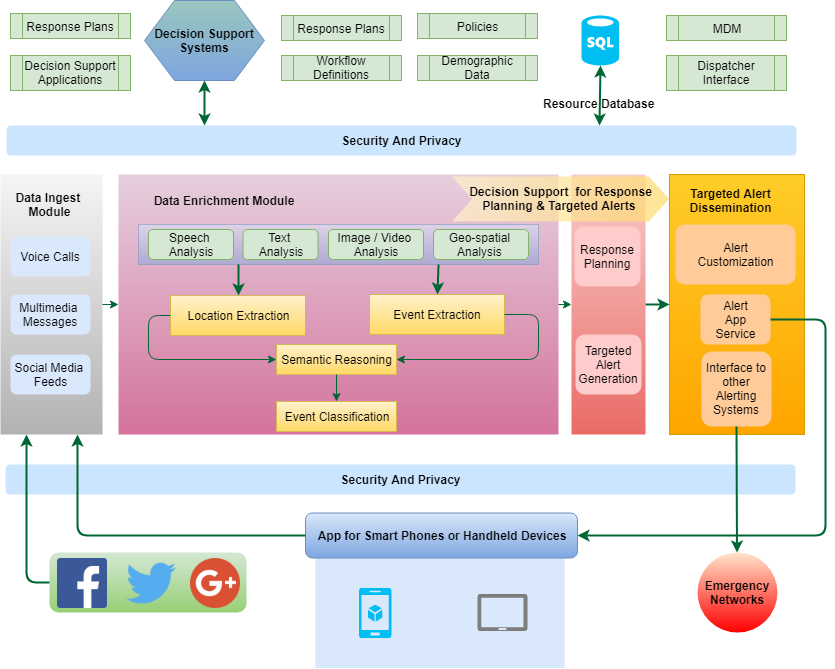 Response Plans
Decision Support
Systems
Response Plans
Policies
SQL
MDM
Decision Support
Applications
Workflow
Definitions
Demographic
Data
Dispatcher
Interface
Resource Database
Security And Privacy
Data Ingest
Module
Data Enrichment Module
Decision Support for Response
Planning & Targeted Alerts
Targeted Alert
Dissemination
Voice Calls
Multimedia
Messages
Social Media
Feeds
Speech
Analysis
Text
Analysis
Image / Video
Analysis
Geo-spatial
Analysis
Location Extraction
Event Extraction
Semantic Reasoning
Event Classification
Response
Planning
Targeted
Alert
Generation
Alert
Customization
Alert
App
Service
Interface to
other
Alerting
Systems
Security And Privacy
App for Smart Phones or Handheld Devices
f
G+
Emergency
Networks